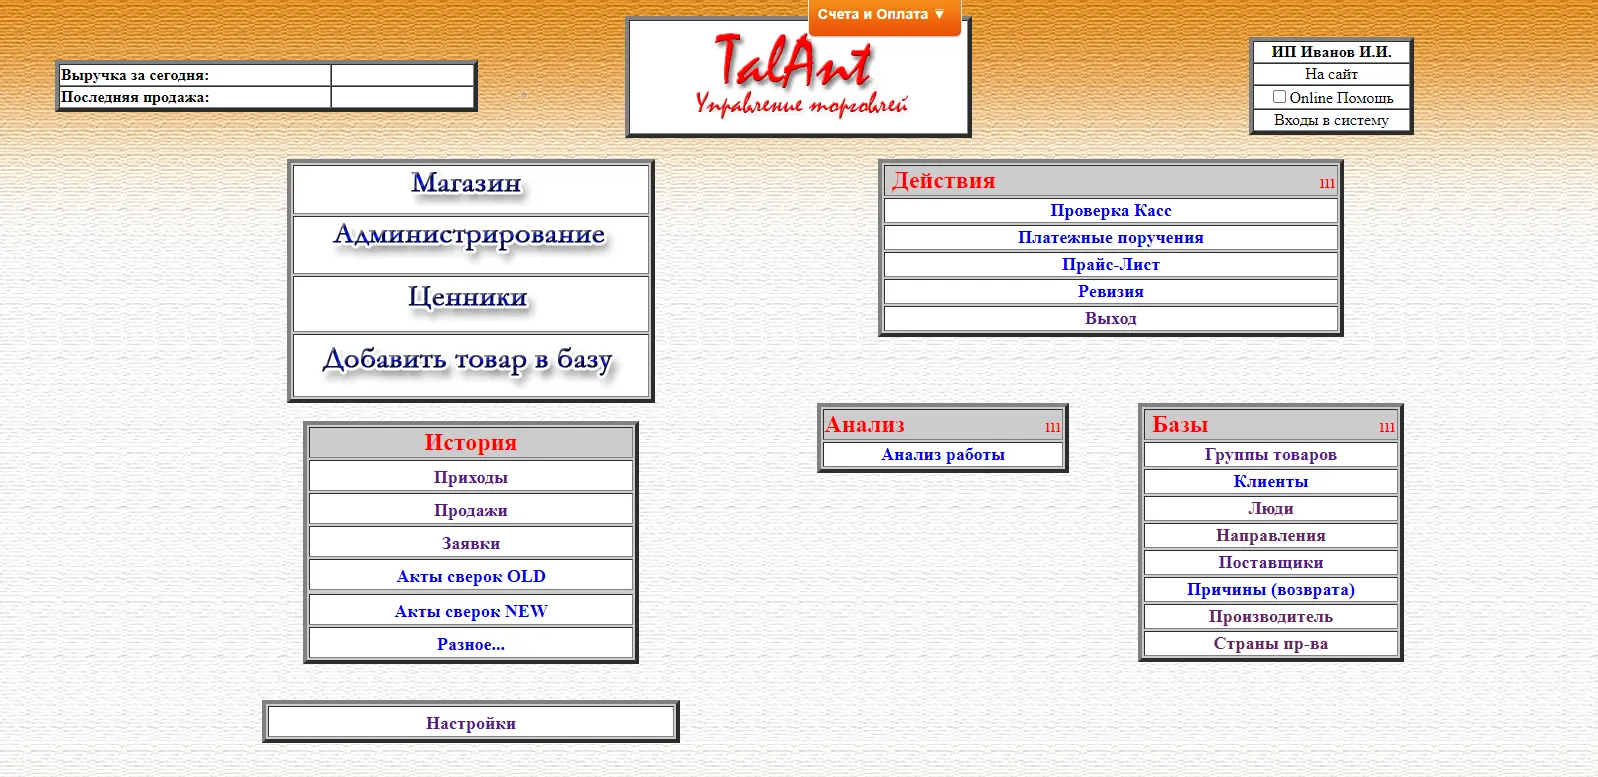 Счета и Оплата ▼
TalAnt
Управление торговлей
Выручка за сегодня:
Последняя продажа:
ИП Иванов И.И.
На сайт
Online Помощь
Входы в систему
Магазин
Администрирование
Ценники
Добавить товар в базу
Действия ııı
Проверка Касс
Платежные поручения
Прайс-Лист
Ревизия
Выход
История
Приходы
Продажи
Заявки
Акты сверок OLD
Акты сверок NEW
Разное...
Анализ ııı
Анализ работы
Базы ııı
Группы товаров
Клиенты
Люди
Направления
Поставщики
Причины (возврата)
Производитель
Страны пр-ва
Настройки